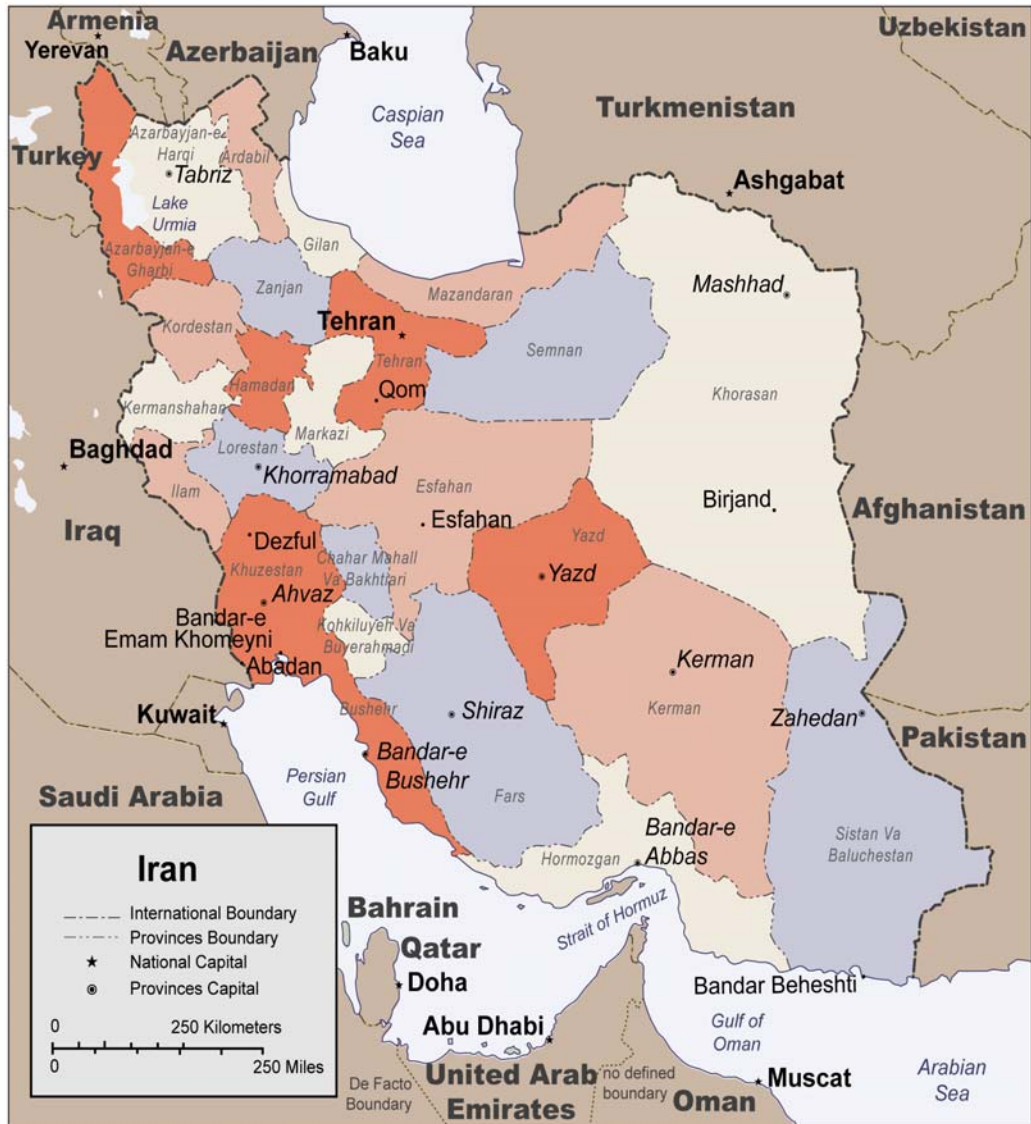 Armenia
Yerevan
Azerbaijan
Baku
Uzbekistan
Caspian
Sea
Turkmenistan
Turkey
Azarbayjan-e
Harqi
Ardabil
Tabriz
Ashgabat
Lake
Urmia
Gilan
Azarbayjan-e
Gharbi
Zanjan
Mazandaran
Mashhad
Kordestan
Tehran
Semnan
Tehran
Hamadan
Qom
Khorasan
Kermanshahan
Markazi
Baghdad
Lorestan
Khorramabad
Ilam
Esfahan
Esfahan
Birjand
Afghanistan
Iraq
Dezful
Yazd
Yazd
Chahar Mahall
Va Bakhtiari
Khuzestan
Ahvaz
Bandar-e
Emam Khomeyni
Kohkiluyeh Va
Buyerahmadi
Abadan
Kerman
Kerman
Kuwait
Bushehr
Shiraz
Zahedan
Pakistan
Bandar-e
Bushehr
Persian
Gulf
Saudi Arabia
Fars
Bandar-e
Abbas
Hormozgan
Sistan Va
Baluchestan
Strait of Hormuz
Iran
International Boundary
Provinces Boundary
National Capital
Provinces Capital
0 250 Kilometers
0 250 Miles
Bahrain
Qatar
Doha
Bandar Beheshti
Abu Dhabi
Gulf of
Oman
Arabian
Sea
De Facto
Boundary
United Arab
Emirates
no defined
boundary
Oman
Muscat